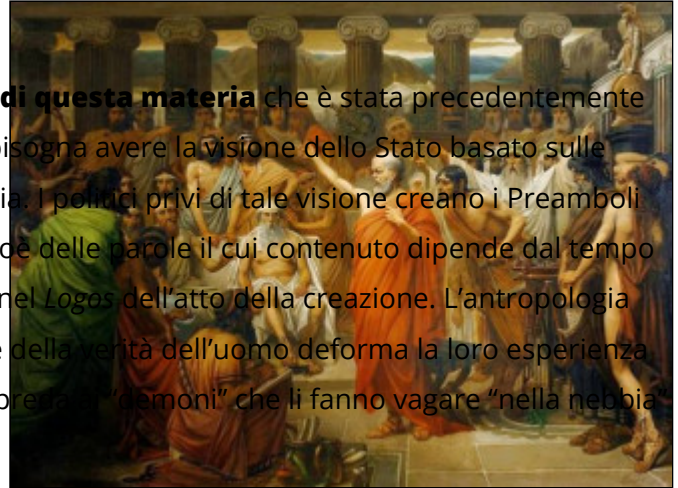 di questa materia che è stata precedentemente
bisogna avere la visione dello Stato basato sulle
ia. I politici privi di tale visione creano i Preamboli
oè delle parole il cui contenuto dipende dal tempo
nel Logos dell’atto della creazione. L’antropologia
e della verità dell’uomo deforma la loro esperienza
preda ai “demoni” che li fanno vagare “nella nebbia”